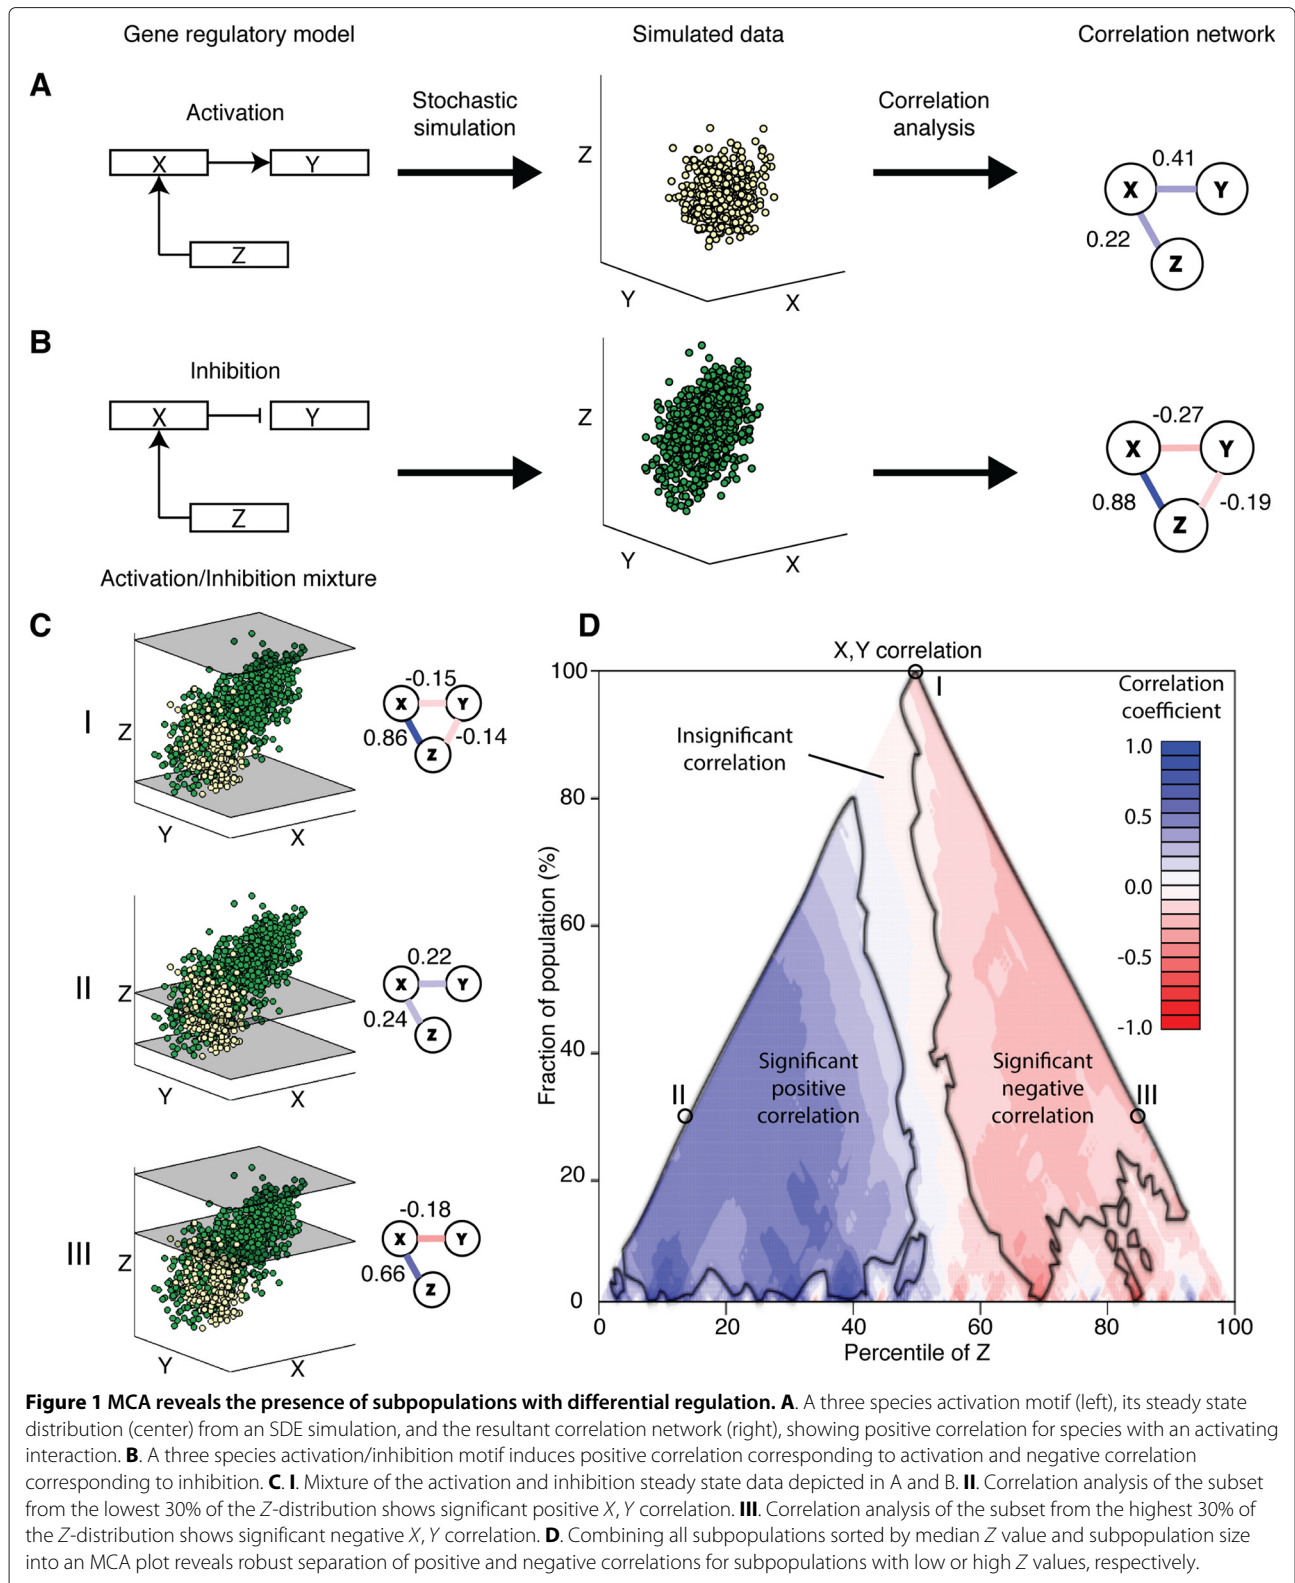 Gene regulatory model
Simulated data
Correlation network
A
Activation
X
Y
Z
Stochastic
simulation
Z
Y
X
Correlation
analysis
0.41
X
Y
0.22
Z
B
Inhibition
X
Y
Z
Z
Y
X
-0.27
X
Y
0.88
-0.19
Z
Activation/Inhibition mixture
C
I
Z
Y
X
-0.15
X
Y
0.86
-0.14
Z
II
Z
Y
X
0.22
X
Y
0.24
Z
III
Z
Y
X
-0.18
X
Y
0.66
Z
D
X,Y correlation
I
Insignificant
correlation
Correlation
coefficient
1.0
0.5
0.0
-0.5
-1.0
Significant
positive
correlation
Significant
negative
correlation
II
III
Fraction of population (%)
100
80
60
40
20
0
0
20
40
60
80
100
Percentile of Z
Figure 1 MCA reveals the presence of subpopulations with differential regulation. A. A three species activation motif (left), its steady state
distribution (center) from an SDE simulation, and the resultant correlation network (right), showing positive correlation for species with an activating
interaction. B. A three species activation/inhibition motif induces positive correlation corresponding to activation and negative correlation
corresponding to inhibition. C. I. Mixture of the activation and inhibition steady state data depicted in A and B. II. Correlation analysis of the subset
from the lowest 30% of the Z-distribution shows significant positive X, Y correlation. III. Correlation analysis of the subset from the highest 30% of
the Z-distribution shows significant negative X, Y correlation. D. Combining all subpopulations sorted by median Z value and subpopulation size
into an MCA plot reveals robust separation of positive and negative correlations for subpopulations with low or high Z values, respectively.